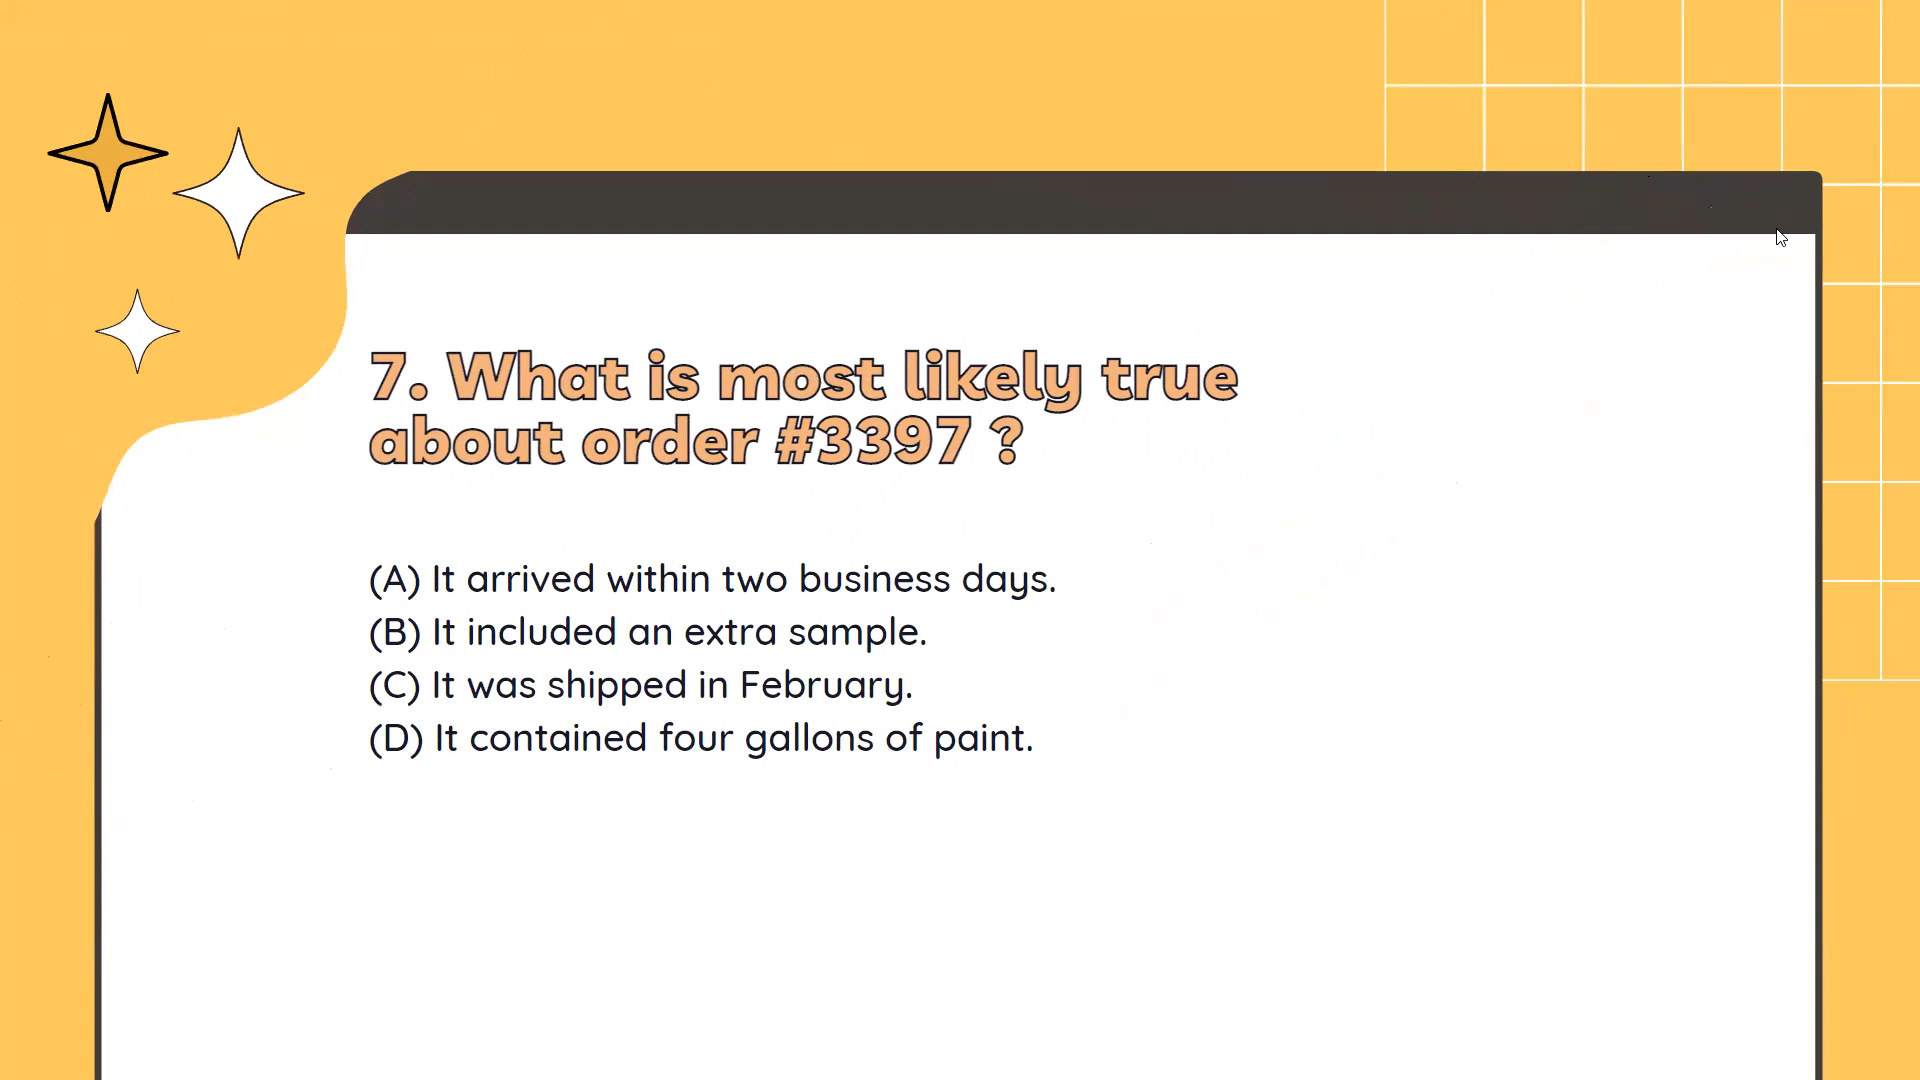 7. What is most likely true
about order #3397 ?
(A) It arrived within two business days.
(B) It included an extra sample.
(C) It was shipped in February.
(D) It contained four gallons of paint.